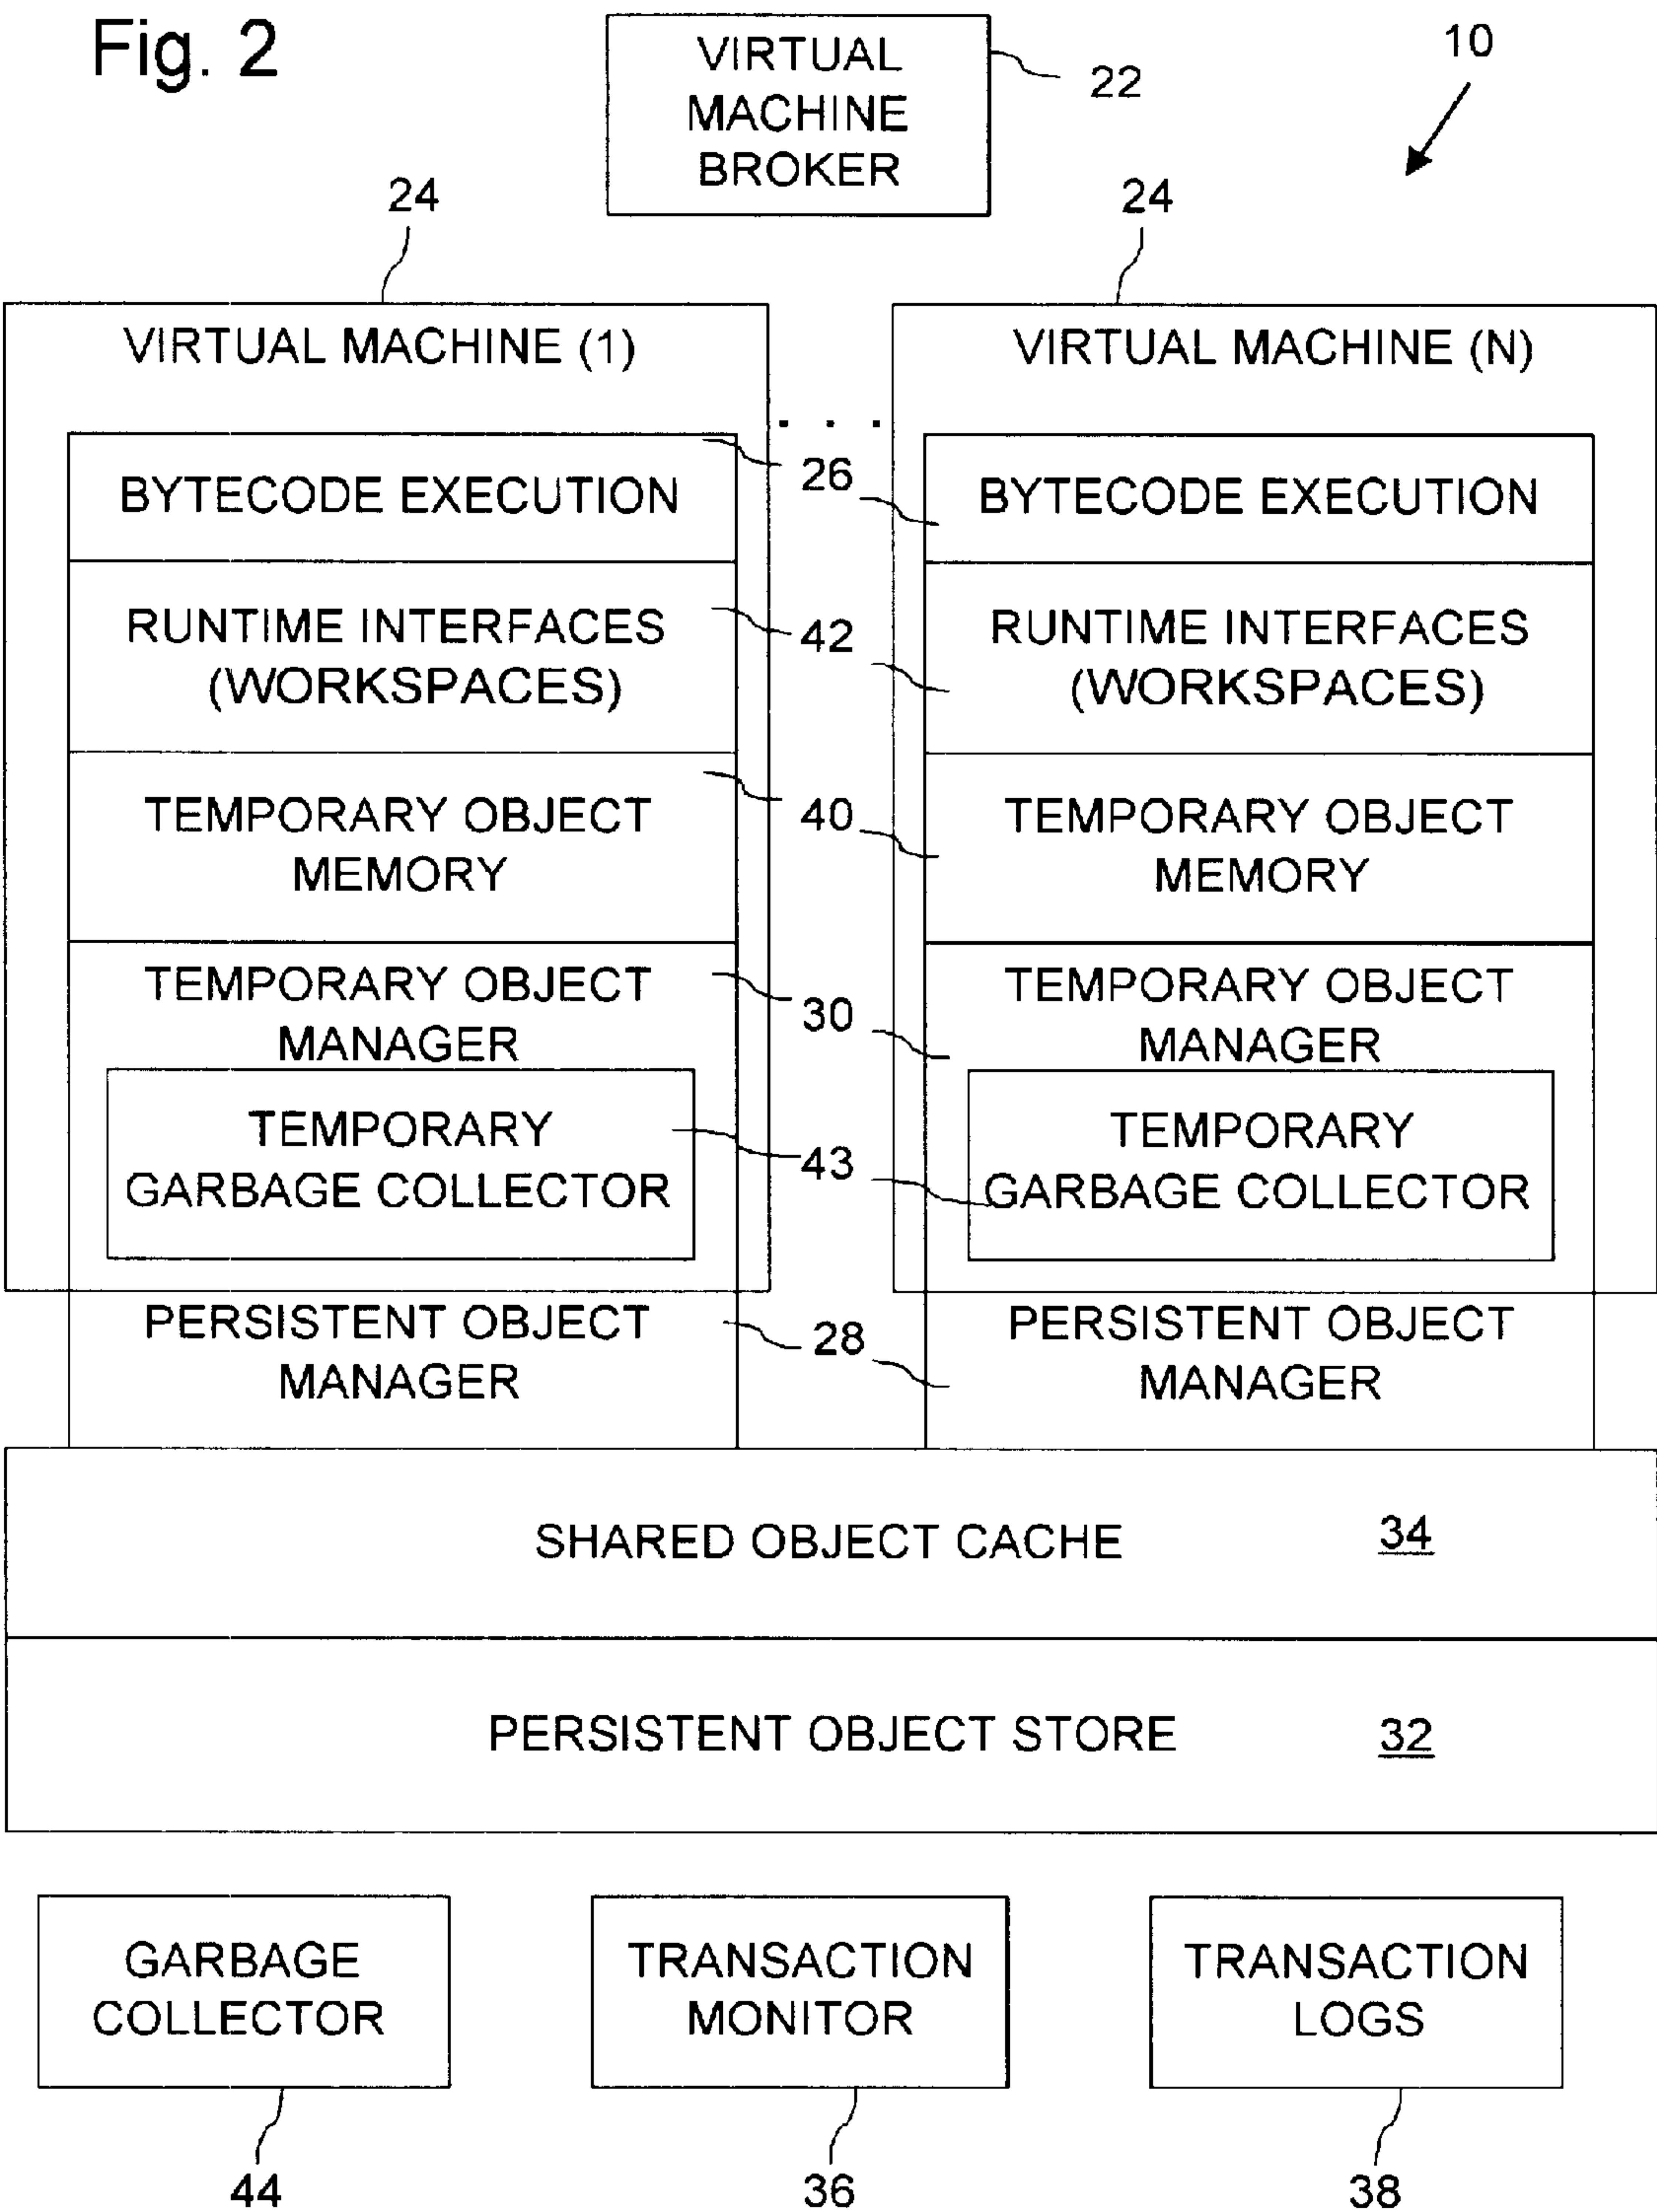 Fig. 2
VIRTUAL
MACHINE
BROKER
22
10
24
24
VIRTUAL MACHINE (1)
BYTECODE EXECUTION
RUNTIME INTERFACES
(WORKSPACES)
TEMPORARY OBJECT
MEMORY
TEMPORARY OBJECT
MANAGER
TEMPORARY
GARBAGE COLLECTOR
PERSISTENT OBJECT
MANAGER
. . .
26
42
40
30
43
28
VIRTUAL MACHINE (N)
BYTECODE EXECUTION
RUNTIME INTERFACES
(WORKSPACES)
TEMPORARY OBJECT
MEMORY
TEMPORARY OBJECT
MANAGER
TEMPORARY
GARBAGE COLLECTOR
PERSISTENT OBJECT
MANAGER
SHARED OBJECT CACHE 34
PERSISTENT OBJECT STORE 32
GARBAGE
COLLECTOR
44
TRANSACTION
MONITOR
36
TRANSACTION
LOGS
38